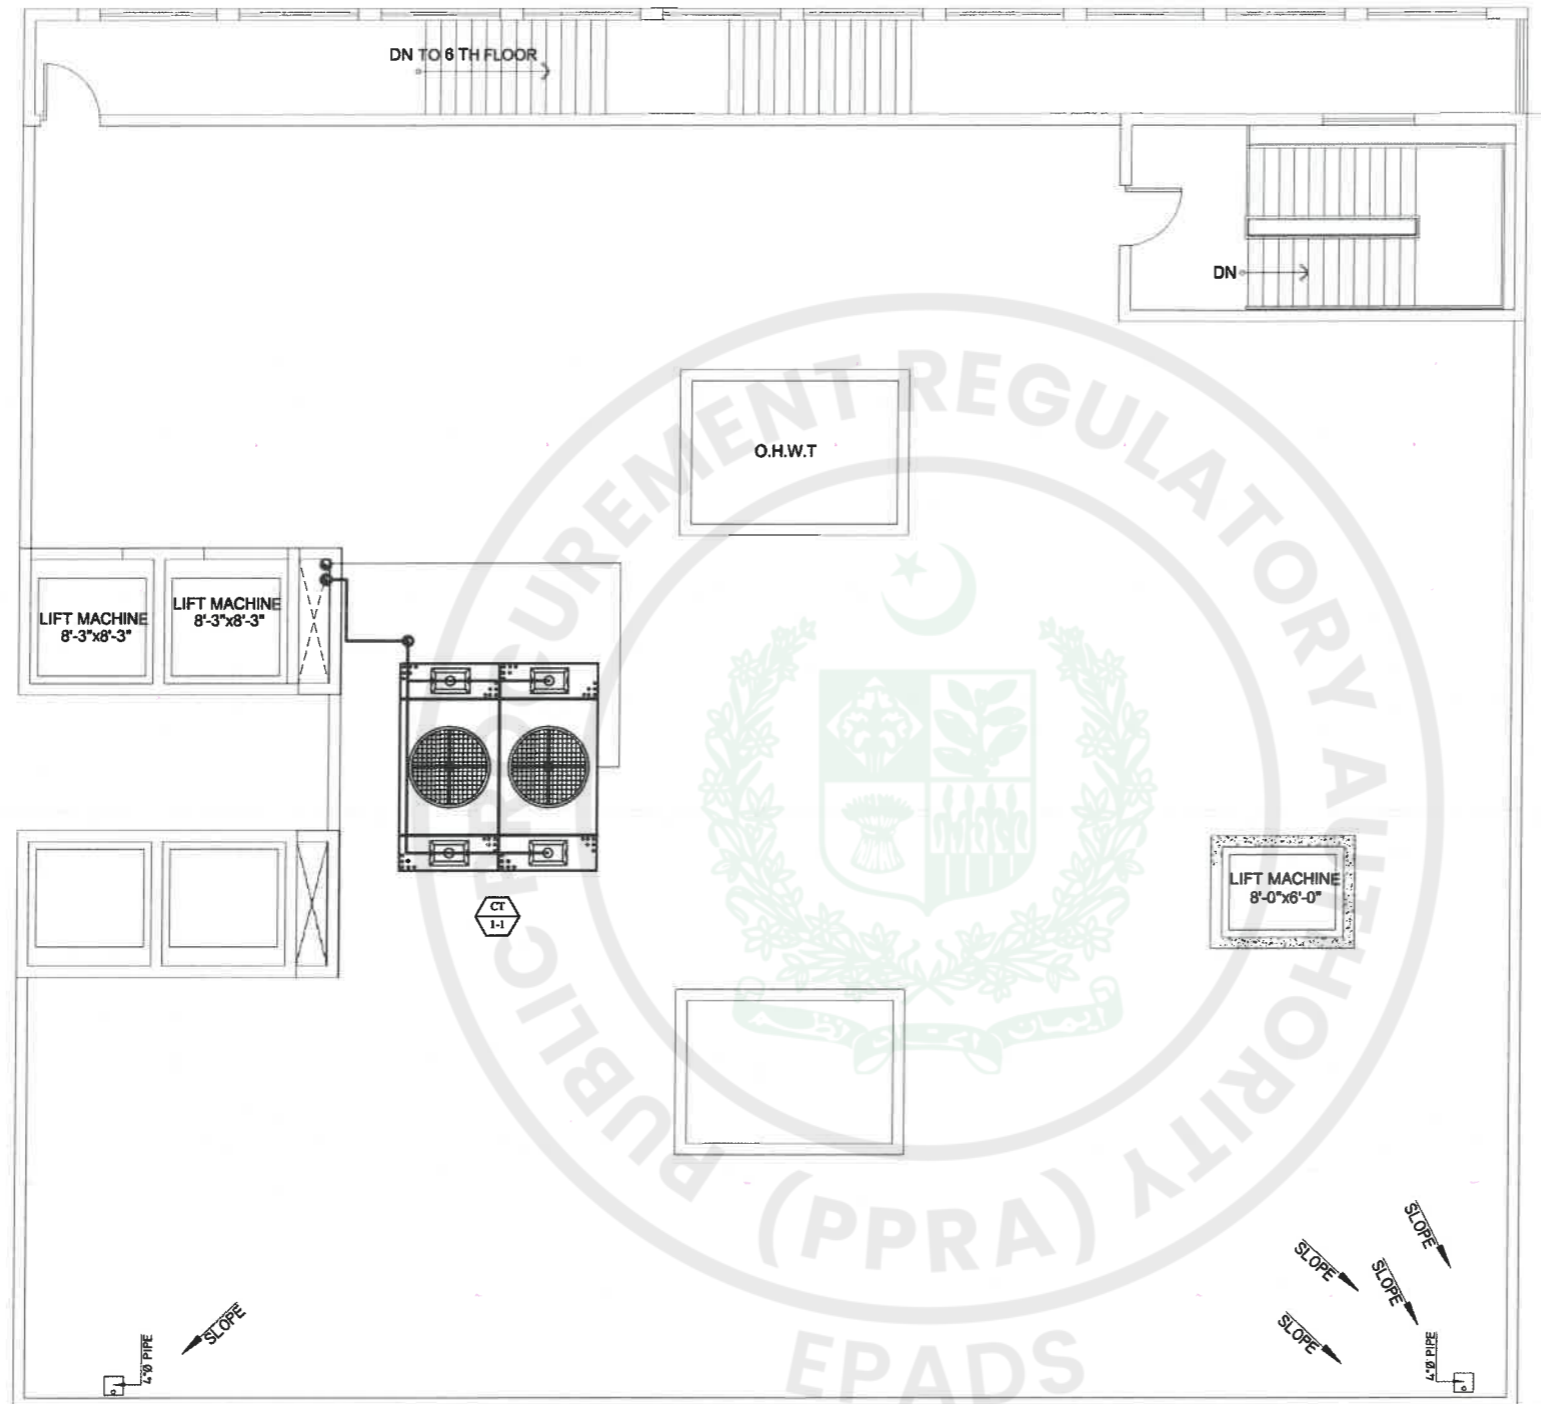 DN TO 6 TH FLOOR
DN
O.H.W.T
LIFT MACHINE
8'-3"x8'-3"
LIFT MACHINE
8'-3"x8'-3"
CT
1-1
LIFT MACHINE
8'-0"x6'-0"
SLOPE
SLOPE
SLOPE
SLOPE
SLOPE
4"Ø PIPE
4"Ø PIPE
PUBLIC PROCUREMENT REGULATORY AUTHORITY
(PPRA)
EPADS